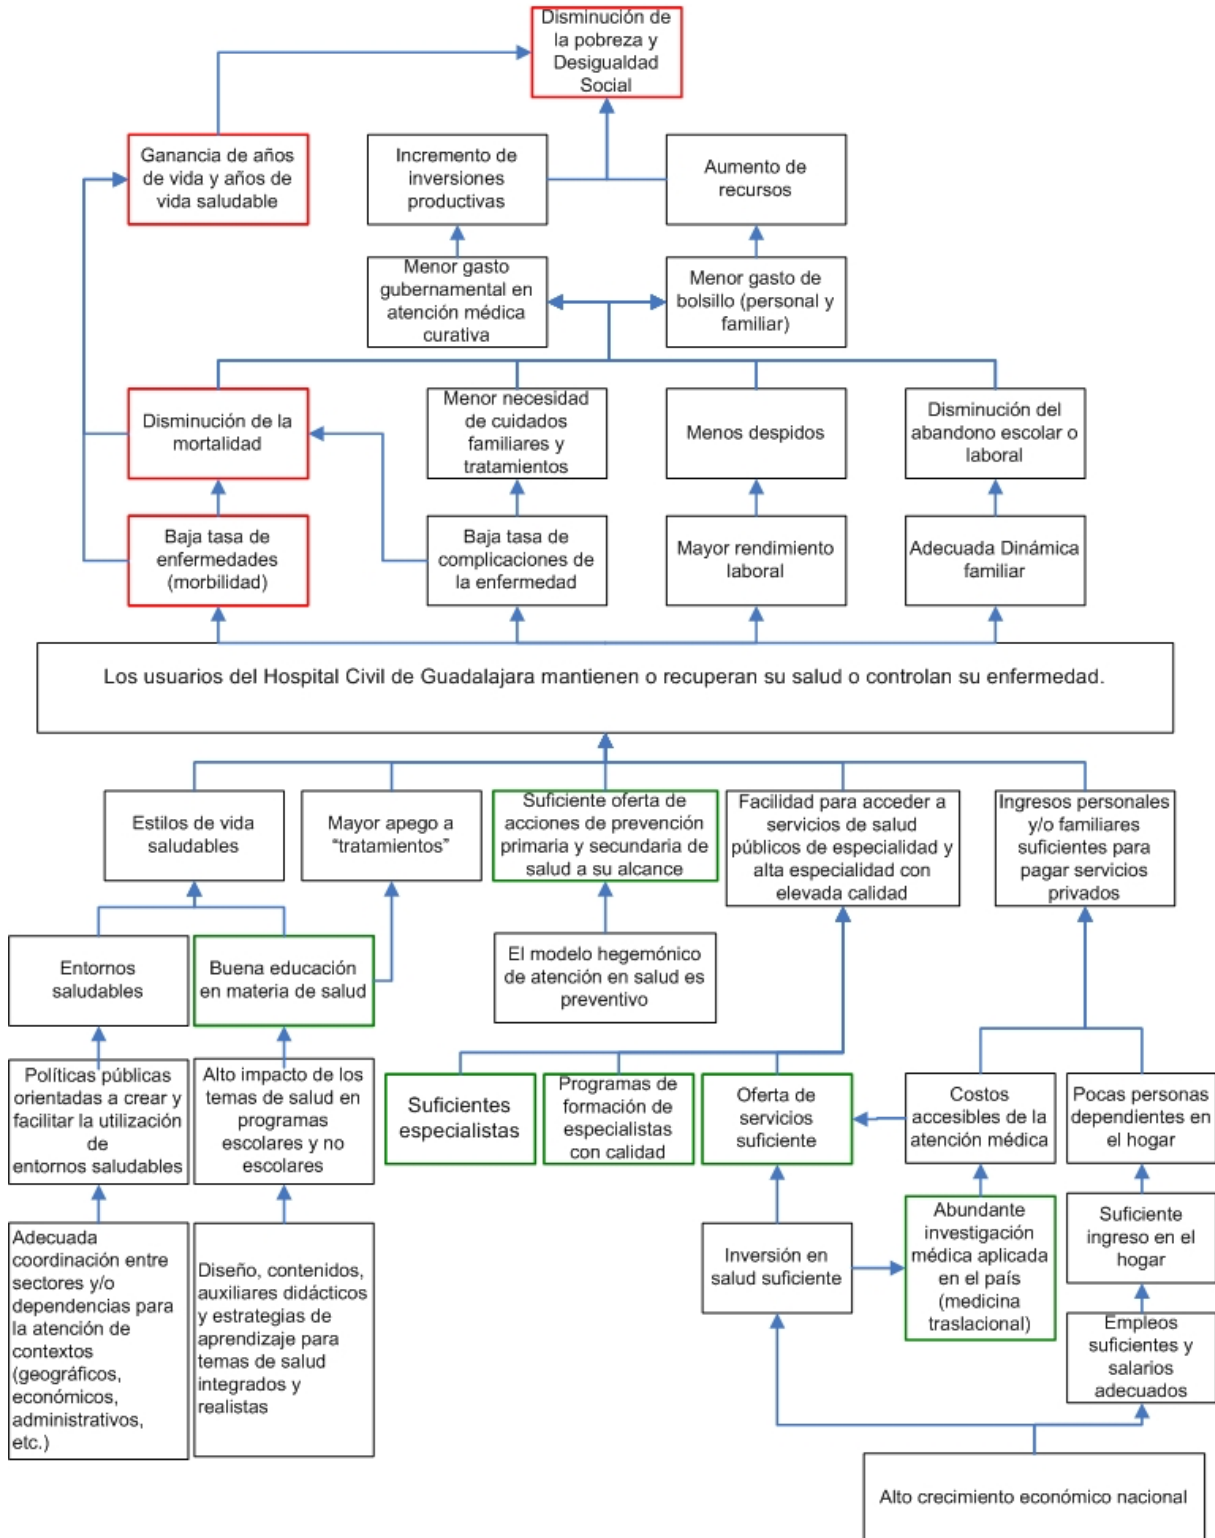 Disminución de
la pobreza y
Desigualdad
Social
Ganancia de años
de vida y años de
vida saludable
Incremento de
inversiones
productivas
Aumento de
recursos
Menor gasto
gubernamental en
atención médica
curativa
Menor gasto de
bolsillo (personal y
familiar)
Disminución de la
mortalidad
Menor necesidad
de cuidados
familiares y
tratamientos
Menos despidos
Disminución del
abandono escolar o
laboral
Baja tasa de
enfermedades
(morbilidad)
Baja tasa de
complicaciones de
la enfermedad
Mayor rendimiento
laboral
Adecuada Dinámica
familiar
Los usuarios del Hospital Civil de Guadalajara mantienen o recuperan su salud o controlan su enfermedad.
Estilos de vida
saludables
Mayor apego a
“tratamientos”
Suficiente oferta de
acciones de prevención
primaria y secundaria de
salud a su alcance
Facilidad para acceder a
servicios de salud
públicos de especialidad y
alta especialidad con
elevada calidad
Ingresos personales
y/o familiares
suficientes para
pagar servicios
privados
Entornos
saludables
Buena educación
en materia de salud
El modelo hegemónico
de atención en salud es
preventivo
Políticas públicas
orientadas a crear y
facilitar la utilización
de
entornos saludables
Alto impacto de los
temas de salud en
programas
escolares y no
escolares
Suficientes
especialistas
Programas de
formación de
especialistas
con calidad
Oferta de
servicios
suficiente
Costos
accesibles de la
atención médica
Pocas personas
dependientes en
el hogar
Adecuada
coordinación entre
sectores y/o
dependencias para
la atención de
contextos
(geográficos,
económicos,
administrativos,
etc.)
Diseño, contenidos,
auxiliares didácticos
y estrategias de
aprendizaje para
temas de salud
integrados y
realistas
Inversión en
salud suficiente
Abundante
investigación
médica aplicada
en el país
(medicina
traslacional)
Suficiente
ingreso en el
hogar
Empleos
suficientes y
salarios
adecuados
Alto crecimiento económico nacional